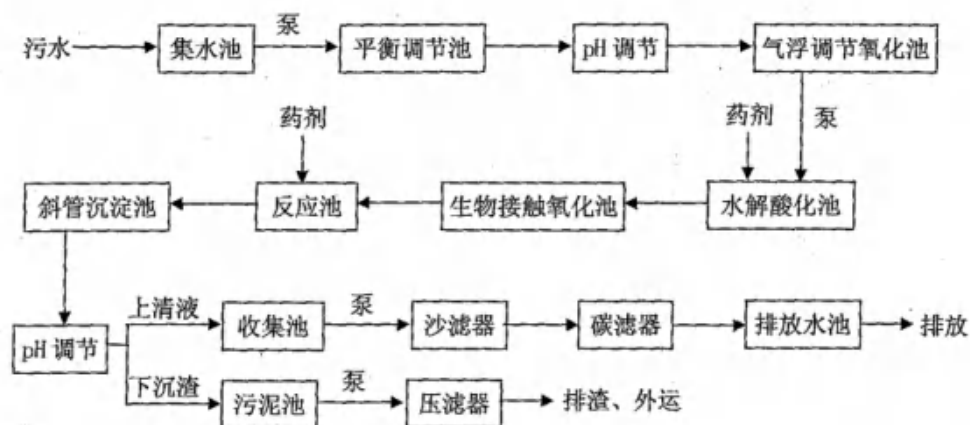 污水 集水池 泵 平衡调节池 pH 调节 气浮调节氧化池
药剂 药剂 泵
斜管沉淀池 反应池 生物接触氧化池 水解酸化池
上清液 收集池 泵 沙滤器 碳滤器 排放水池 排放
pH 调节
下沉渣 污泥池 泵 压滤器 排渣、外运